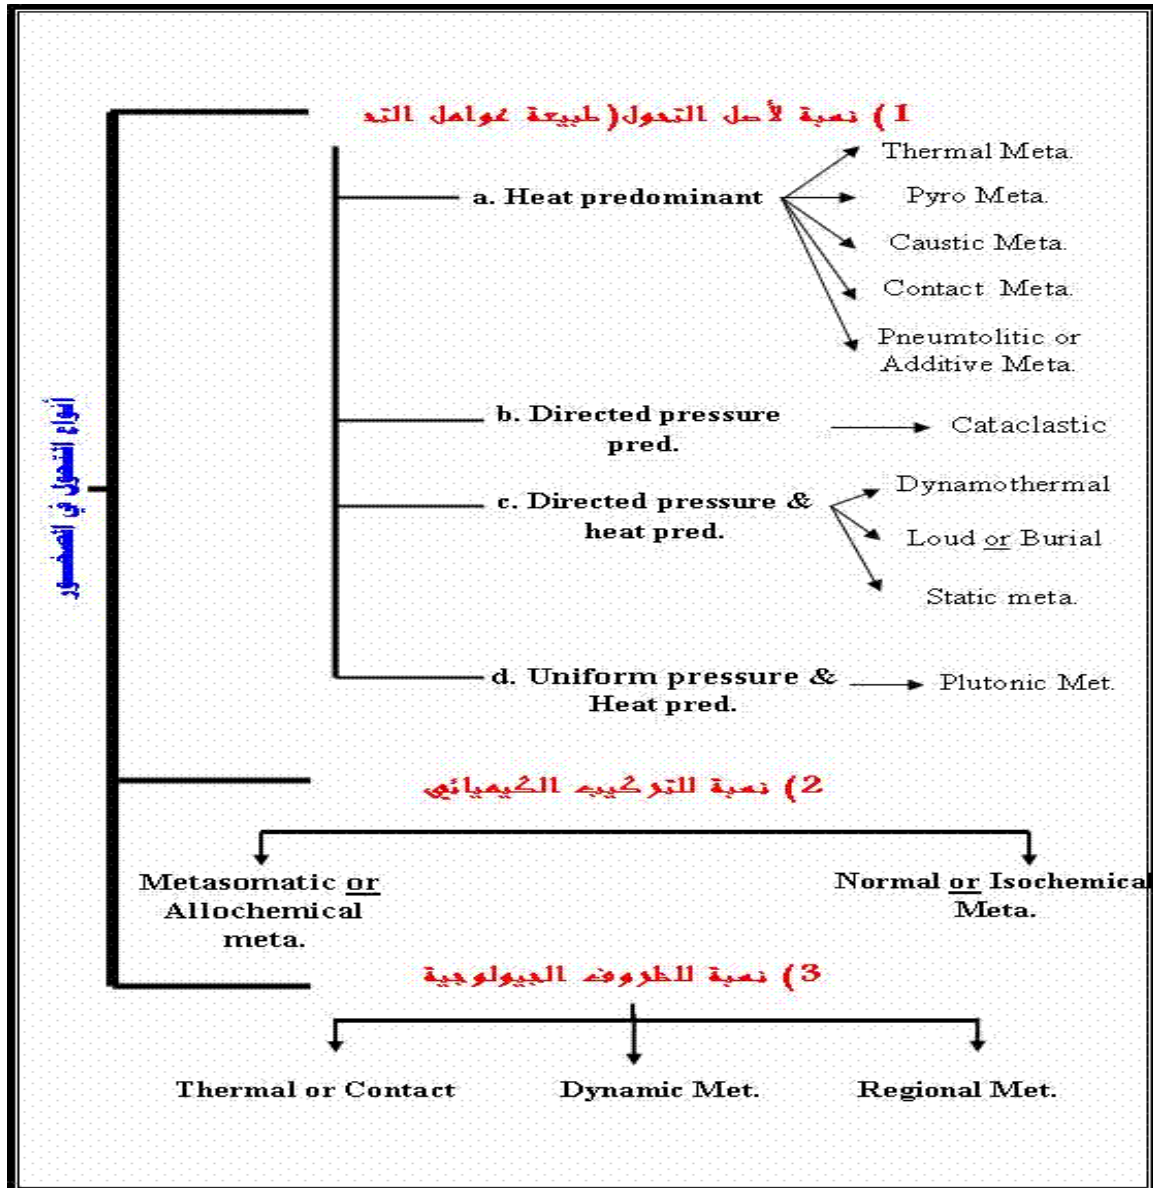 أنواع التحول في الصخور
1) نسبة لأصل التحول( طبيعة عوامل التد
a. Heat predominant
Thermal Meta.
Pyro Meta.
Caustic Meta.
Contact Meta.
Pneumtolitic or
Additive Meta.
b. Directed pressure
pred.
Cataclastic
c. Directed pressure &
heat pred.
Dynamothermal
Loud or Burial
Static meta.
d. Uniform pressure &
Heat pred.
Plutonic Met.
2) نسبة للتركيب الكيميائي
Metasomatic or
Allochemical
meta.
Normal or Isochemical
Meta.
3) نسبة للظروف الجيولوجية
Thermal or Contact
Dynamic Met.
Regional Met.